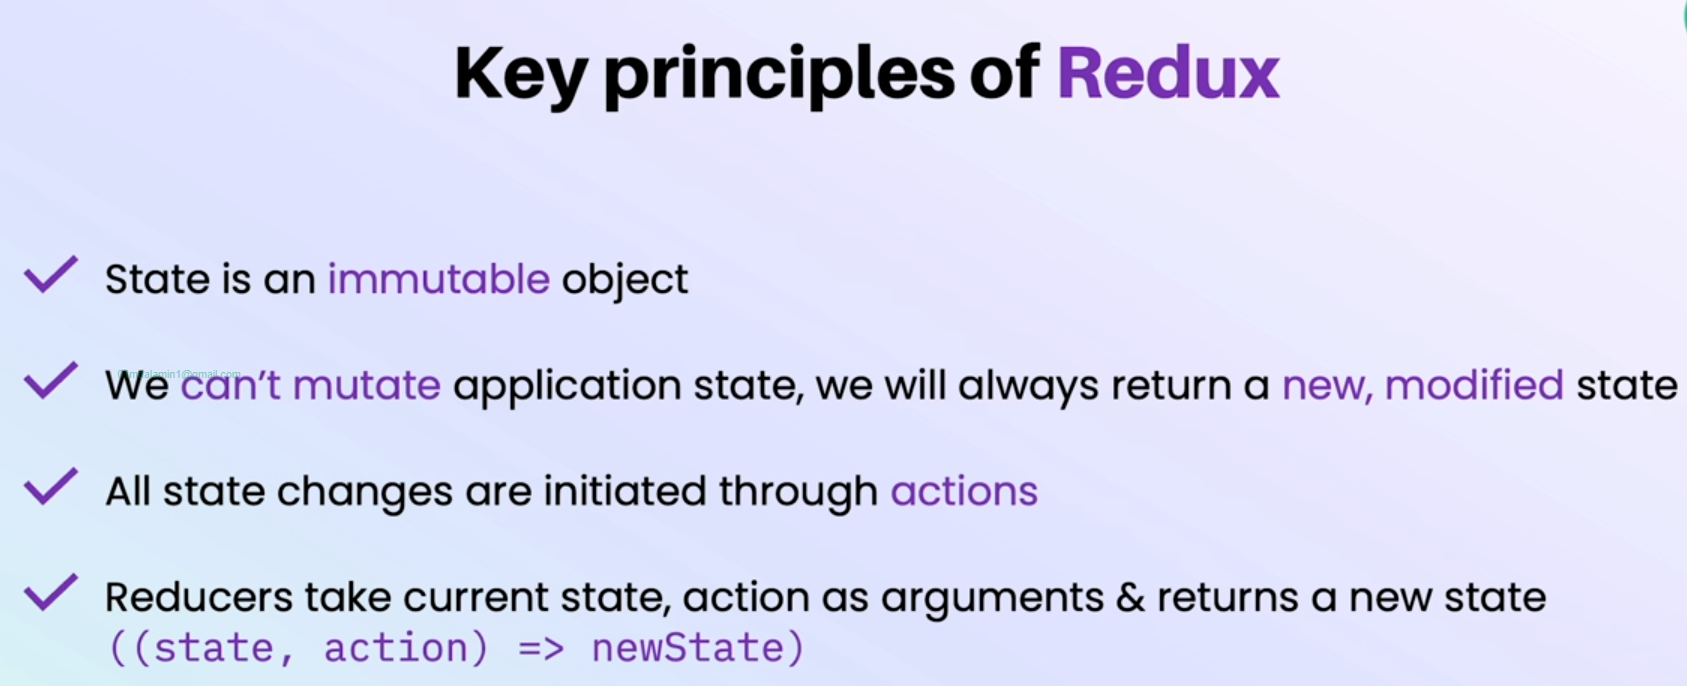 Key principles of Redux
State is an immutable object
We can't mutate application state, we will always return a new, modified state
All state changes are initiated through actions
Reducers take current state, action as arguments & returns a new state
((state, action) => newState)